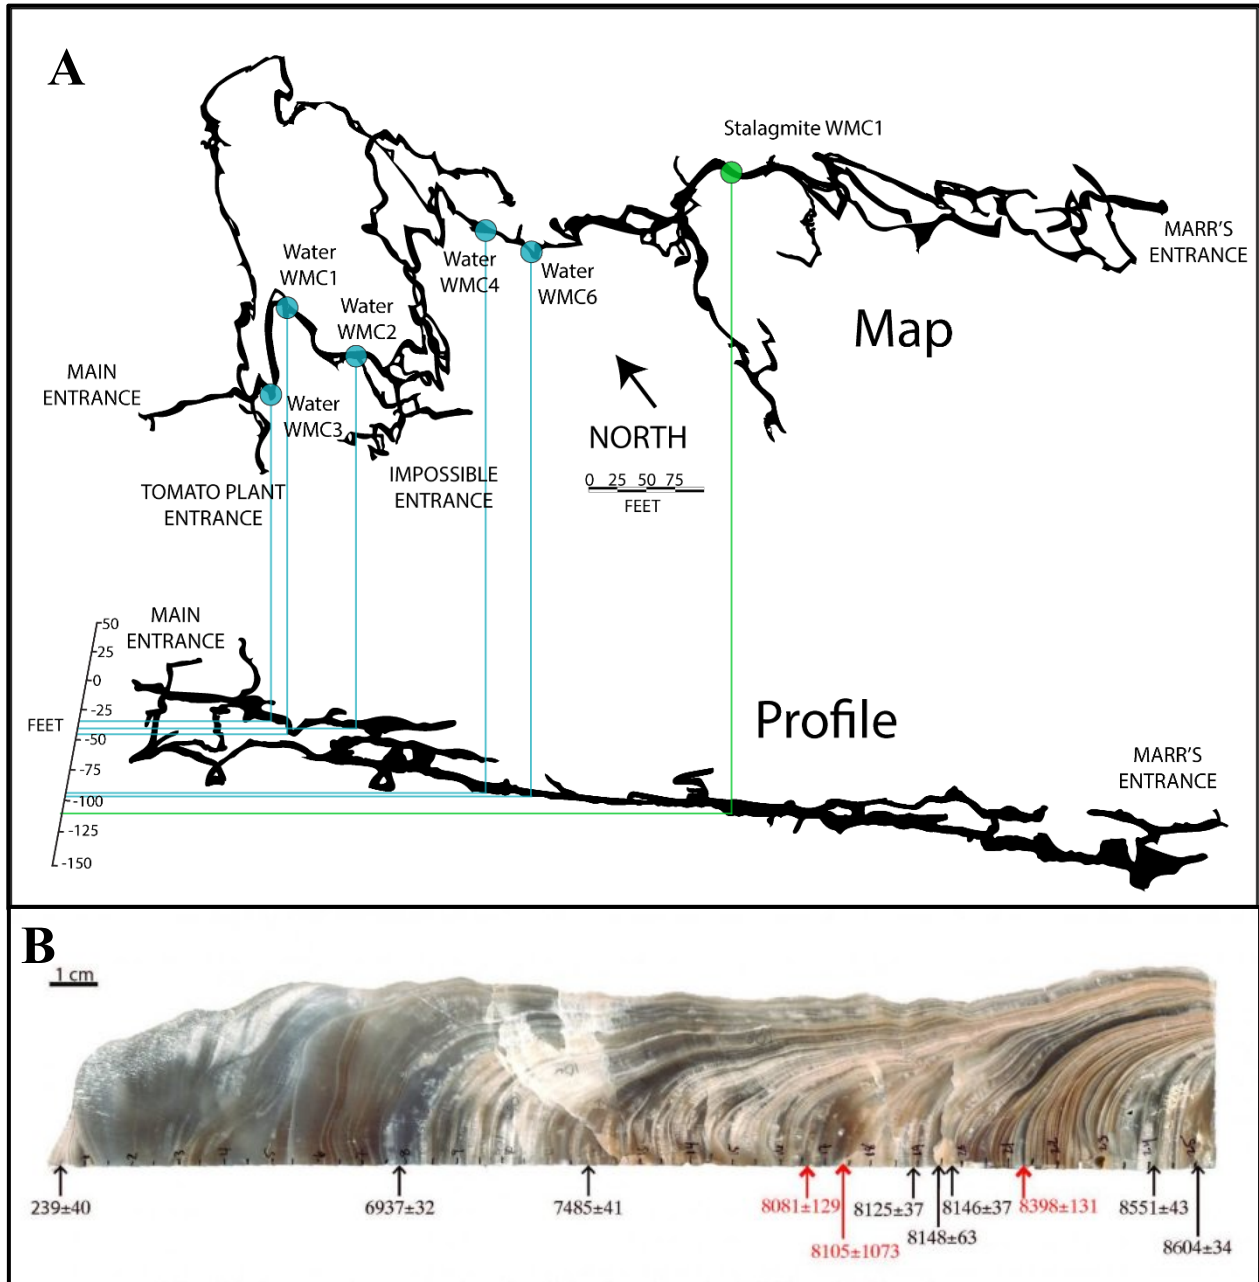 A
Stalagmite WMC1
MARR'S
ENTRANCE
Water
WMC1
Water
WMC4
Water
WMC6
Water
WMC2
Map
MAIN
ENTRANCE
Water
WMC3
NORTH
0 25 50 75
FEET
IMPOSSIBLE
ENTRANCE
TOMATO PLANT
ENTRANCE
MAIN
ENTRANCE
50
25
0
-25
FEET
-50
-75
-100
-125
-150
Profile
MARR'S
ENTRANCE
B
1 cm
239±40
6937±32
7485±41
8081±129
8105±1073
8125±37
8148±63
8146±37
8398±131
8551±43
8604±34